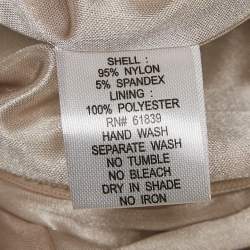 SHELL :
95% NYLON
5% SPANDEX
LINING :
100% POLYESTER
RN# 61839
HAND WASH
SEPARATE WASH
NO TUMBLE
NO BLEACH
DRY IN SHADE
NO IRON